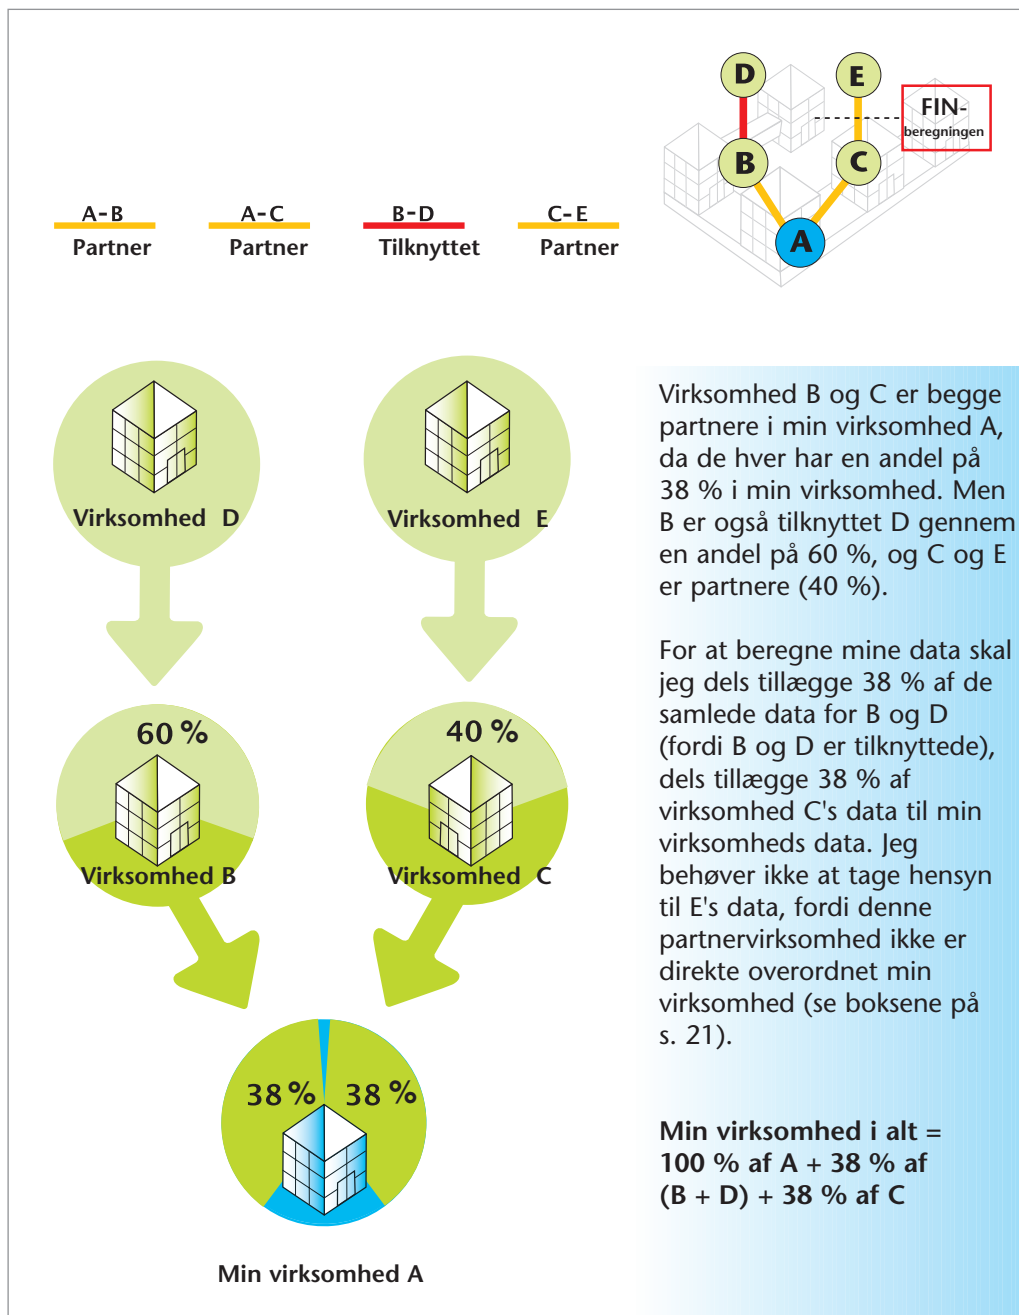 D
E
FIN-
beregningen
B
C
A
A-B
Partner
A-C
Partner
B-D
Tilknyttet
C-E
Partner
Virksomhed D
Virksomhed E
60 %
40 %
Virksomhed B
Virksomhed C
38 %
38 %
Min virksomhed A
Virksomhed B og C er begge
partnere i min virksomhed A,
da de hver har en andel på
38 % i min virksomhed. Men
B er også tilknyttet D gennem
en andel på 60 %, og C og E
er partnere (40 %).
For at beregne mine data skal
jeg dels tillægge 38 % af de
samlede data for B og D
(fordi B og D er tilknyttede),
dels tillægge 38 % af
virksomhed C's data til min
virksomheds data. Jeg
behøver ikke at tage hensyn
til E's data, fordi denne
partnervirksomhed ikke er
direkte overordnet min
virksomhed (se boksene på
s. 21).
Min virksomhed i alt =
100 % af A + 38 % af
(B + D) + 38 % af C